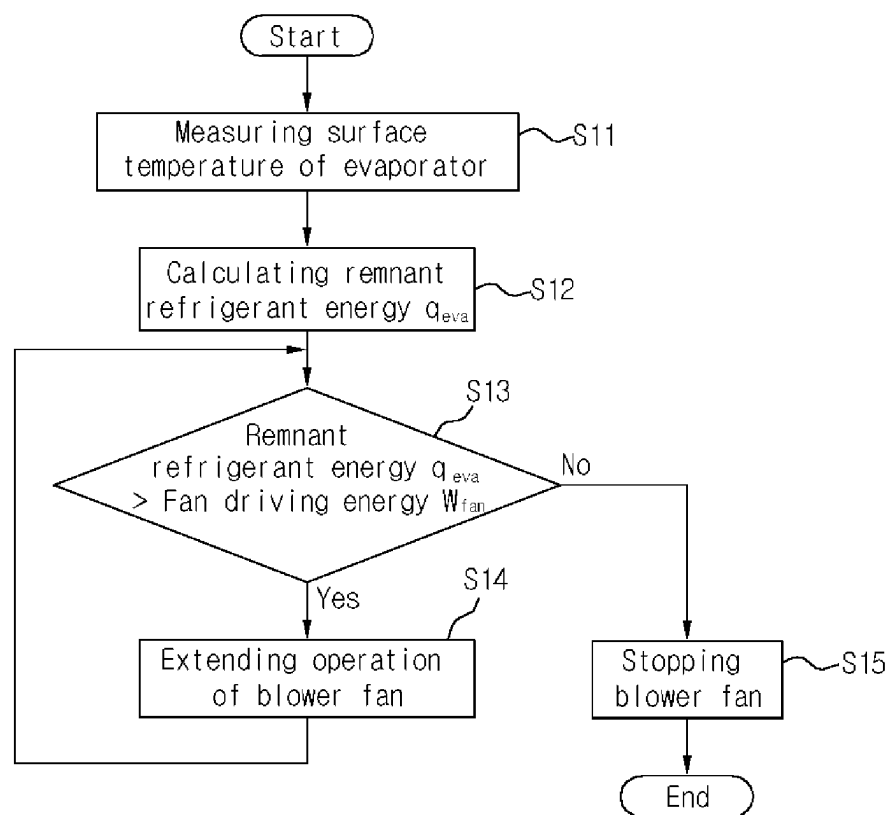 Start
Measuring surface
temperature of evaporator
S11
Calculating remnant
refrigerant energy qeva
S12
S13
Remnant
refrigerant energy qeva
> Fan driving energy Wfan
No
Yes
S14
Extending operation
of blower fan
Stopping
blower fan
S15
End